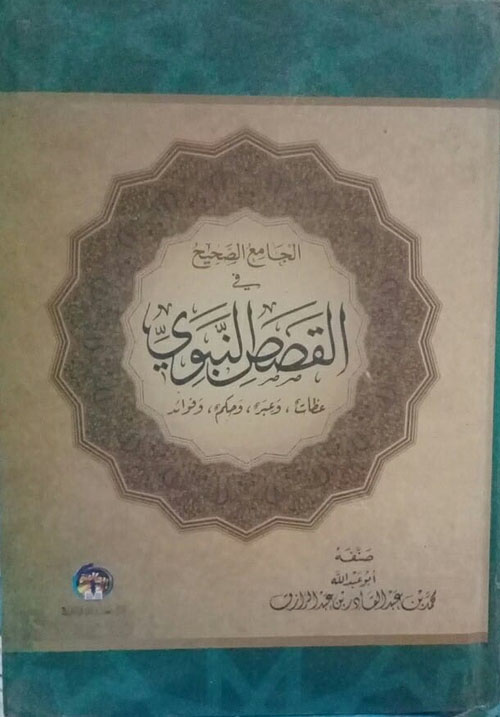 الجامع الصحيح
في
القصص النبوي
عظات، وعبر، وحكم، وفوائد
صنفه
أبو عبد الله
محمد بن عبد القادر بن عبد الرازق